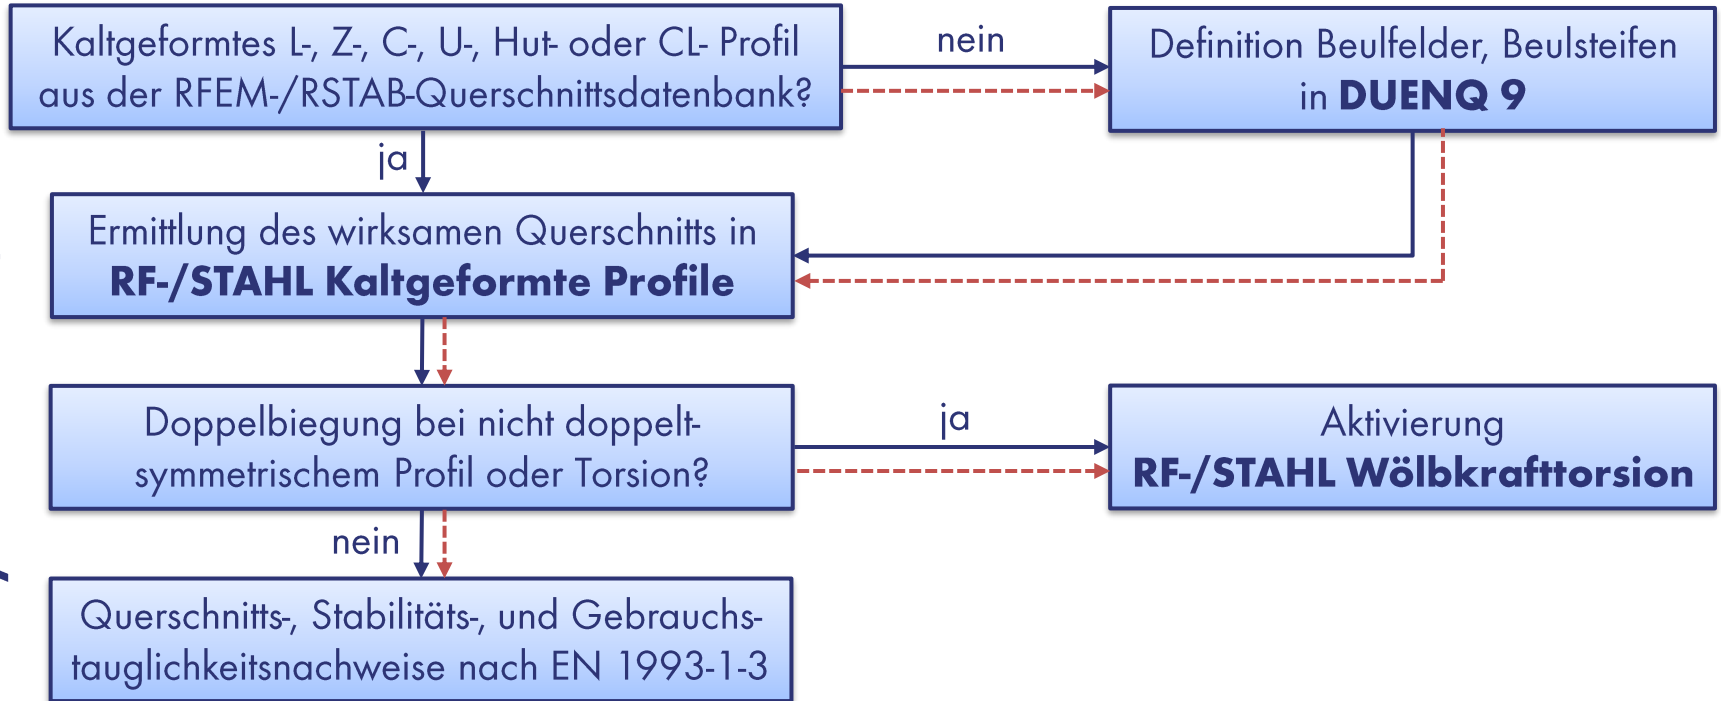 Kaltgeformtes L-, Z-, C-, U-, Hut- oder CL- Profil
aus der RFEM-/RSTAB-Querschnittsdatenbank?
nein
Definition Beulfelder, Beulsteifen
in DUENQ 9
ja
Ermittlung des wirksamen Querschnitts in
RF-/STAHL Kaltgeformte Profile
Doppelbiegung bei nicht doppelt-
symmetrischem Profil oder Torsion?
ja
Aktivierung
RF-/STAHL Wölbkrafttorsion
nein
Querschnitts-, Stabilitäts-, und Gebrauchs-
tauglichkeitsnachweise nach EN 1993-1-3